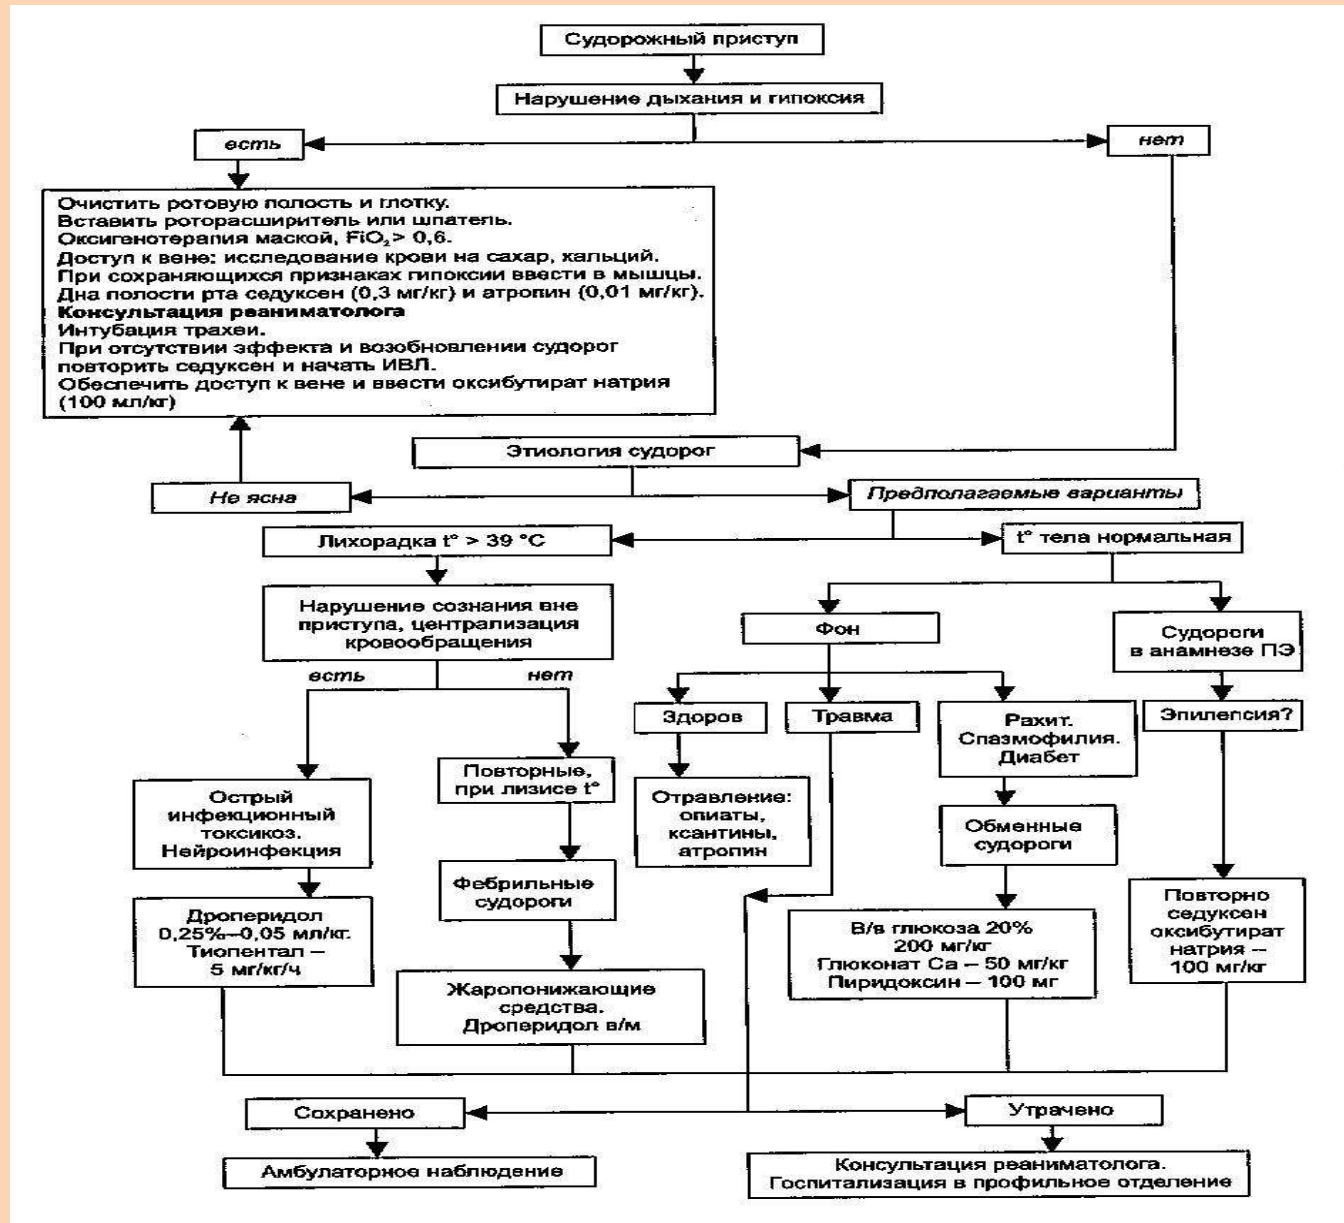 Судорожный приступ
Нарушение дыхания и гипоксия
есть
нет
Очистить роторую полость и глотку.
Вставить роторасширитель или шпатель.
Оксигенотерапия маской, FiO₂> 0,6.
Доступ к вене: исследование крови на сахар, хальций.
При сохраняющихся признаках гипоксии ввести в мышцы.
Дна полости рта седуксен (0,3 мг/кг) и атропин (0,01 мг/кг).
Консультация реаниматолога
Интубация трахеи.
При отсутствии эффекта и возобновлении судорог
повторить седуксен и начать ИВЛ.
Обеспечить доступ к вене и ввести оксибутират натрия
(100 мл/кг)
Этиология судорог
Не ясна
Предполагаемые варианты
Лихорадка t° > 39 °C
t° тела нормальная
Нарушение сознания вне
приступа, централизация
кровообращения
Фон
Судороги
в анамнезе ПЭ
есть
нет
Здоров
Травма
Рахит.
Спазмофилия.
Диабет
Эпилепсия?
Повторные,
при лизисе t°
Острый
инфекционный
токсикоз.
Нейроинфекция
Отравление:
опиаты,
ксантины,
атропин
Обменные
судороги
Фебрильные
судороги
Повторно
седуксен
оксибутират
натрия –
100 мг/кг
Дроперидол
0,25%–0,05 мл/кг.
Тиопентал –
5 мг/кг/ч
В/в глюкоза 20%
200 мг/кг
Глюконат Ca – 50 мг/кг
Пиридоксин – 100 мг
Жаропонижающие
средства.
Дроперидол в/м
Сохранено
Утрачено
Амбулаторное наблюдение
Консультация реаниматолога.
Госпитализация в профильное отделение